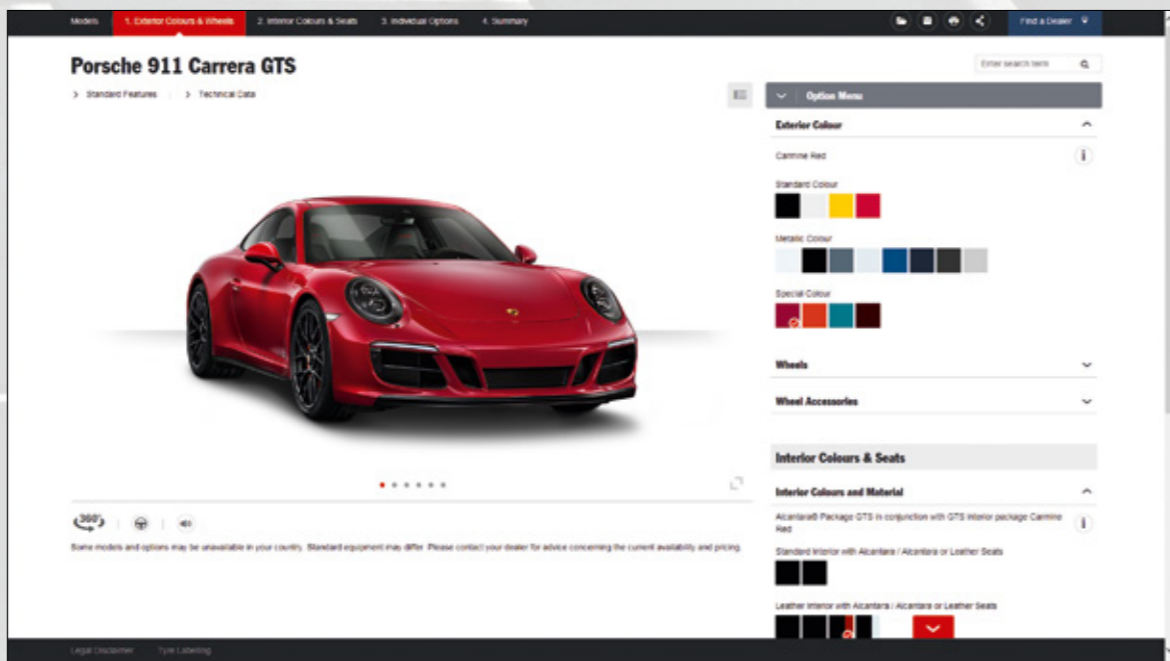 Models
1. Exterior Colours & Wheels
2. Interior Colours & Seats
3. Individual Options
4. Summary
Find a Dealer
Porsche 911 Carrera GTS
Enter search term
> Standard Features
> Technical Data
Option Menu
Exterior Colour
Carmine Red
i
Standard Colour
Metallic Colour
Special Colour
Wheels
Wheel Accessories
Interior Colours & Seats
Interior Colours and Material
Alcantara® Package GTS in conjunction with GTS interior package Carmine
Red
i
Standard Interior with Alcantara / Alcantara or Leather Seats
Leather Interior with Alcantara / Alcantara or Leather Seats
360°
Some models and options may be unavailable in your country. Standard equipment may differ. Please contact your dealer for advice concerning the current availability and pricing.
Legal Disclaimer
Tyre Labelling